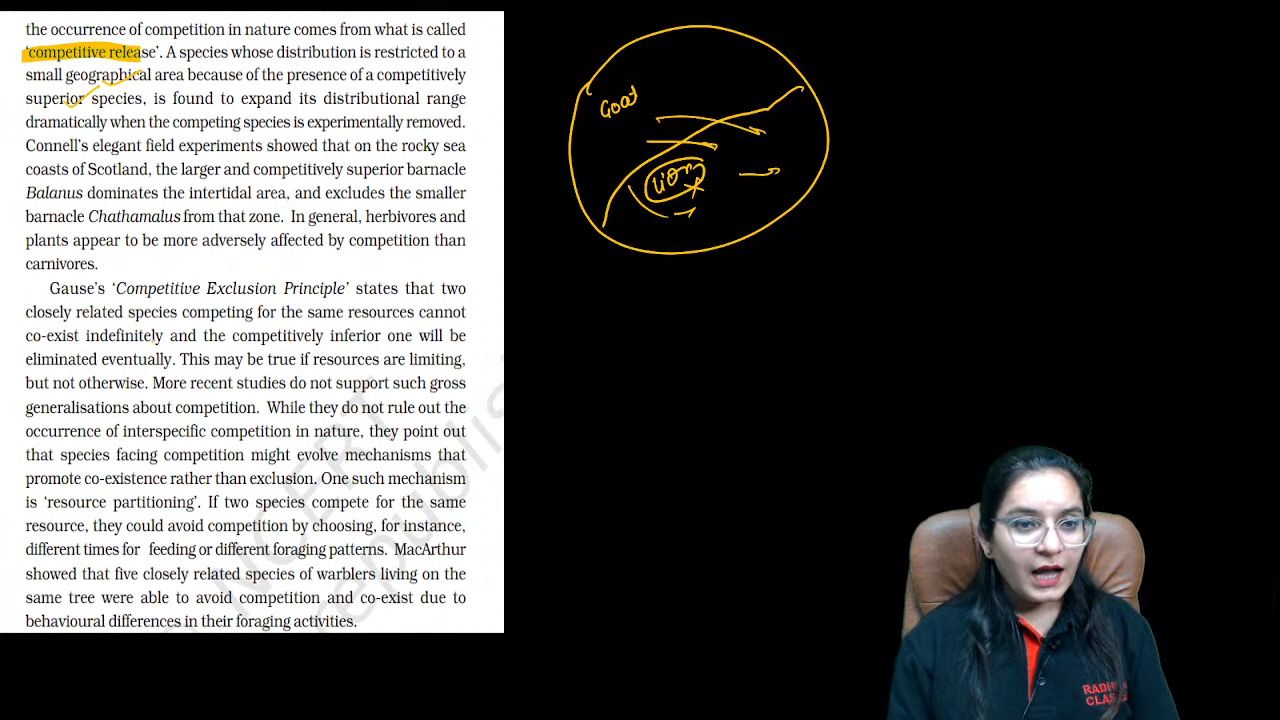 the occurrence of competition in nature comes from what is called
‘competitive release’. A species whose distribution is restricted to a
small geographical area because of the presence of a competitively
superior species, is found to expand its distributional range
dramatically when the competing species is experimentally removed.
Connell’s elegant field experiments showed that on the rocky sea
coasts of Scotland, the larger and competitively superior barnacle
Balanus dominates the intertidal area, and excludes the smaller
barnacle Chathamalus from that zone. In general, herbivores and
plants appear to be more adversely affected by competition than
carnivores.
Gause’s ‘Competitive Exclusion Principle’ states that two
closely related species competing for the same resources cannot
co-exist indefinitely and the competitively inferior one will be
eliminated eventually. This may be true if resources are limiting,
but not otherwise. More recent studies do not support such gross
generalisations about competition. While they do not rule out the
occurrence of interspecific competition in nature, they point out
that species facing competition might evolve mechanisms that
promote co-existence rather than exclusion. One such mechanism
is ‘resource partitioning’. If two species compete for the same
resource, they could avoid competition by choosing, for instance,
different times for feeding or different foraging patterns. MacArthur
showed that five closely related species of warblers living on the
same tree were able to avoid competition and co-exist due to
behavioural differences in their foraging activities.
NCERT
republis
Goat
Lion